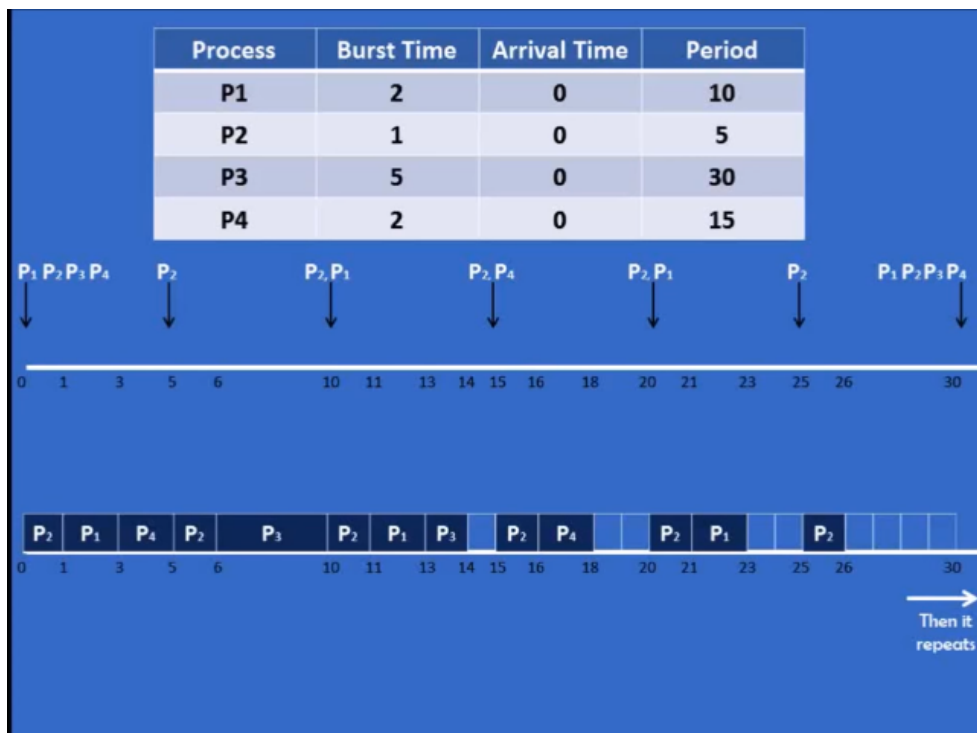 Process Burst Time Arrival Time Period
P1 2 0 10
P2 1 0 5
P3 5 0 30
P4 2 0 15
P₁ P₂ P₃ P₄ P₂ P₂, P₁ P₂, P₄ P₂, P₁ P₂ P₁ P₂ P₃ P₄
0 1 3 5 6 10 11 13 14 15 16 18 20 21 23 25 26 30
P₂ P₁ P₄ P₂ P₃ P₂ P₁ P₃ P₂ P₄ P₂ P₁ P₂
0 1 3 5 6 10 11 13 14 15 16 18 20 21 23 25 26 30
Then it
repeats